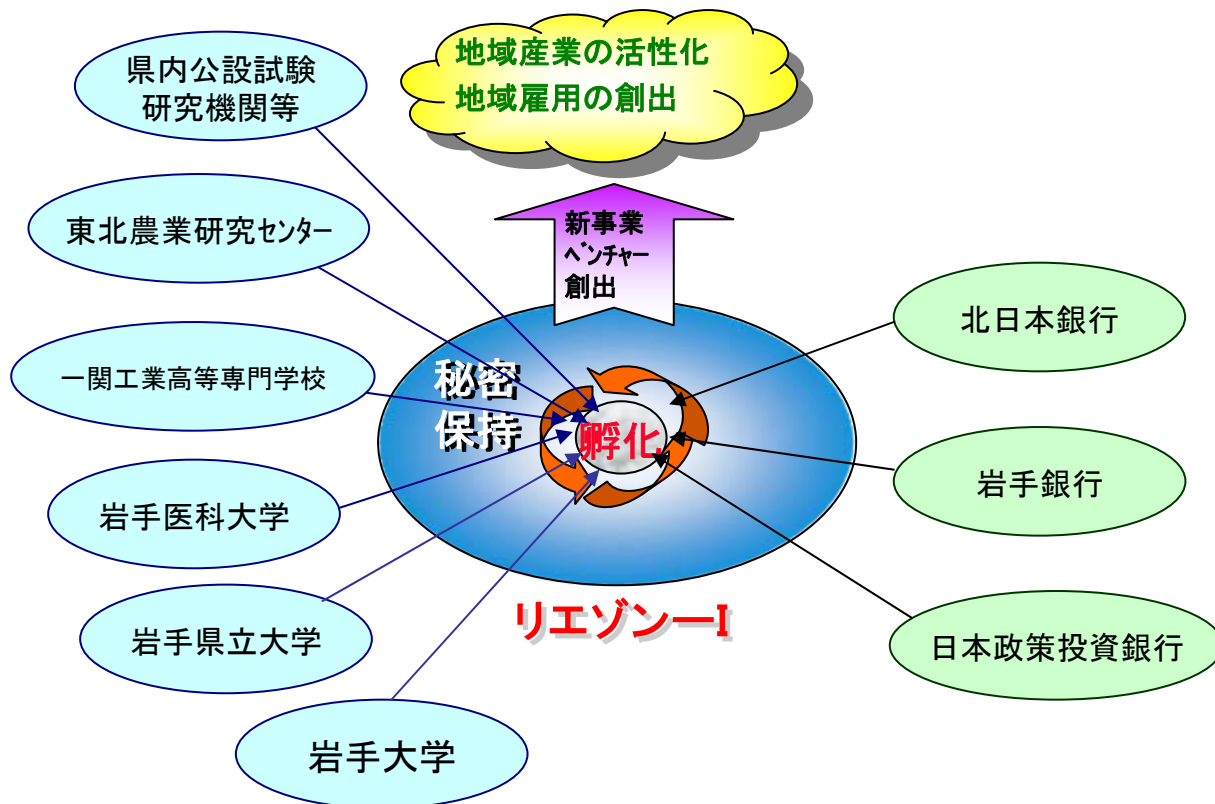 地域産業の活性化
地域雇用の創出
県内公設試験
研究機関等
東北農業研究センター
一関工業高等専門学校
岩手医科大学
岩手県立大学
岩手大学
新事業
ベンチャー
創出
秘密
保持
孵化
リエゾンーI
北日本銀行
岩手銀行
日本政策投資銀行